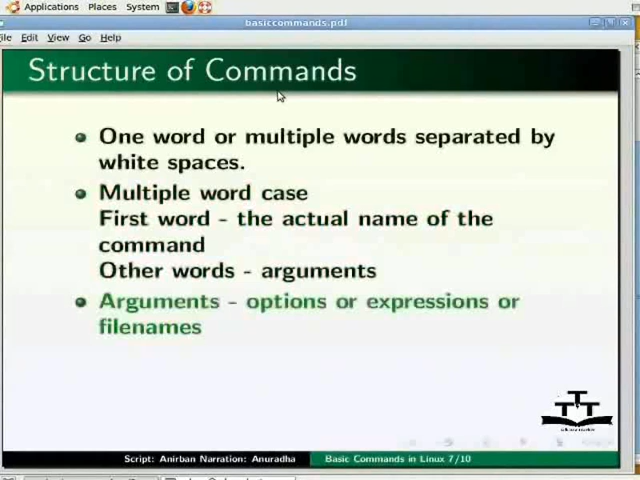 Applications Places System
basiccommands.pdf
ile Edit View Go Help
Structure of Commands
One word or multiple words separated by
white spaces.
Multiple word case
First word - the actual name of the
command
Other words - arguments
Arguments - options or expressions or
filenames
TTT
Script: Anirban Narration: Anuradha
Basic Commands in Linux 7/10